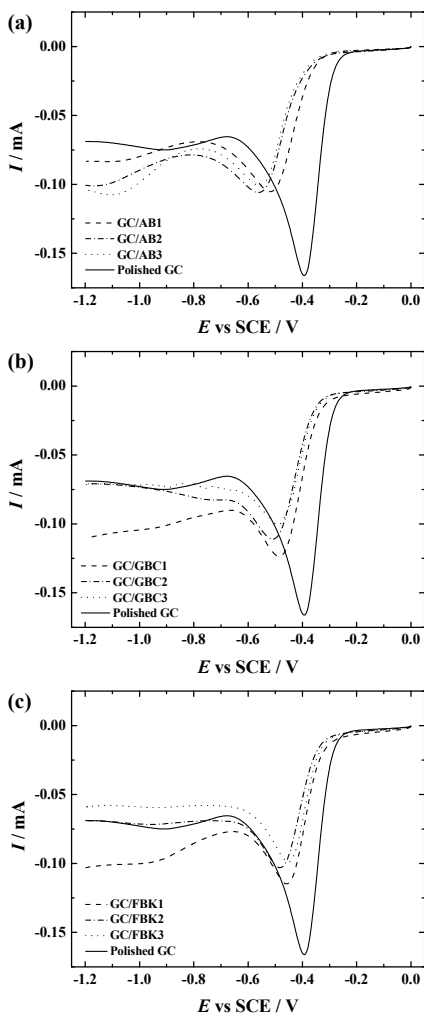 (a)
0.00
-0.05
-0.10
-0.15
I / mA
GC/AB1
GC/AB2
GC/AB3
Polished GC
-1.2 -1.0 -0.8 -0.6 -0.4 -0.2 0.0
E vs SCE / V
(b)
0.00
-0.05
-0.10
-0.15
I / mA
GC/GBC1
GC/GBC2
GC/GBC3
Polished GC
-1.2 -1.0 -0.8 -0.6 -0.4 -0.2 0.0
E vs SCE / V
(c)
0.00
-0.05
-0.10
-0.15
I / mA
GC/FBK1
GC/FBK2
GC/FBK3
Polished GC
-1.2 -1.0 -0.8 -0.6 -0.4 -0.2 0.0
E vs SCE / V